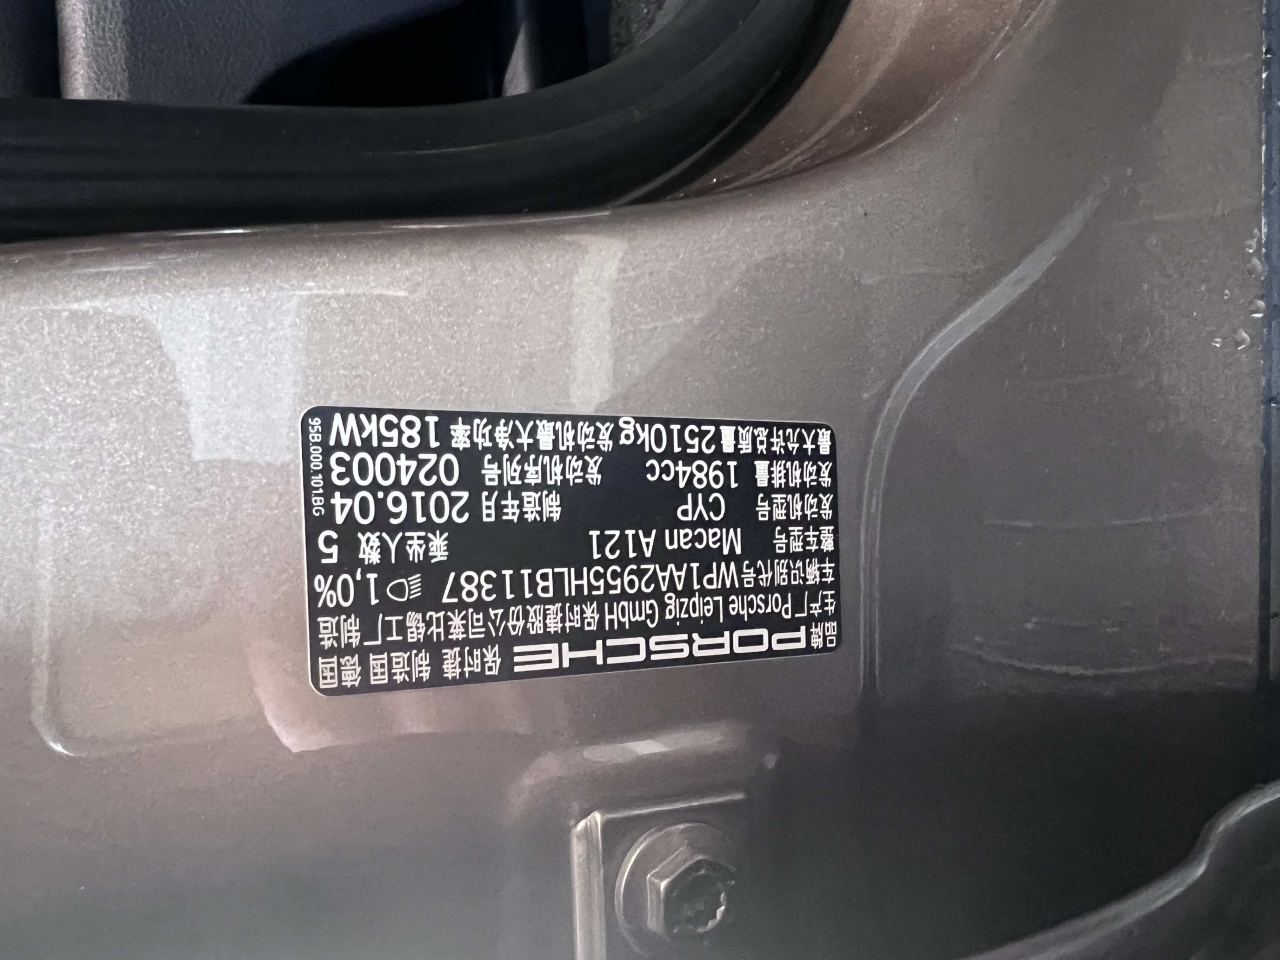 品牌 PORSCHE 保时捷 制造国 德国
生产厂 Porsche Leipzig GmbH 保时捷股份公司莱比锡工厂 制造
车辆识别代号 WP1AA2955HLB11387 1,0%
整车型号 Macan A121 乘坐人数 5
发动机型号 CYP 制造年月 2016.04
发动机排量 1984cc 发动机序列号 024003
最大允许总质量 2510kg 发动机最大净功率 185kW
95B.000.101.BG